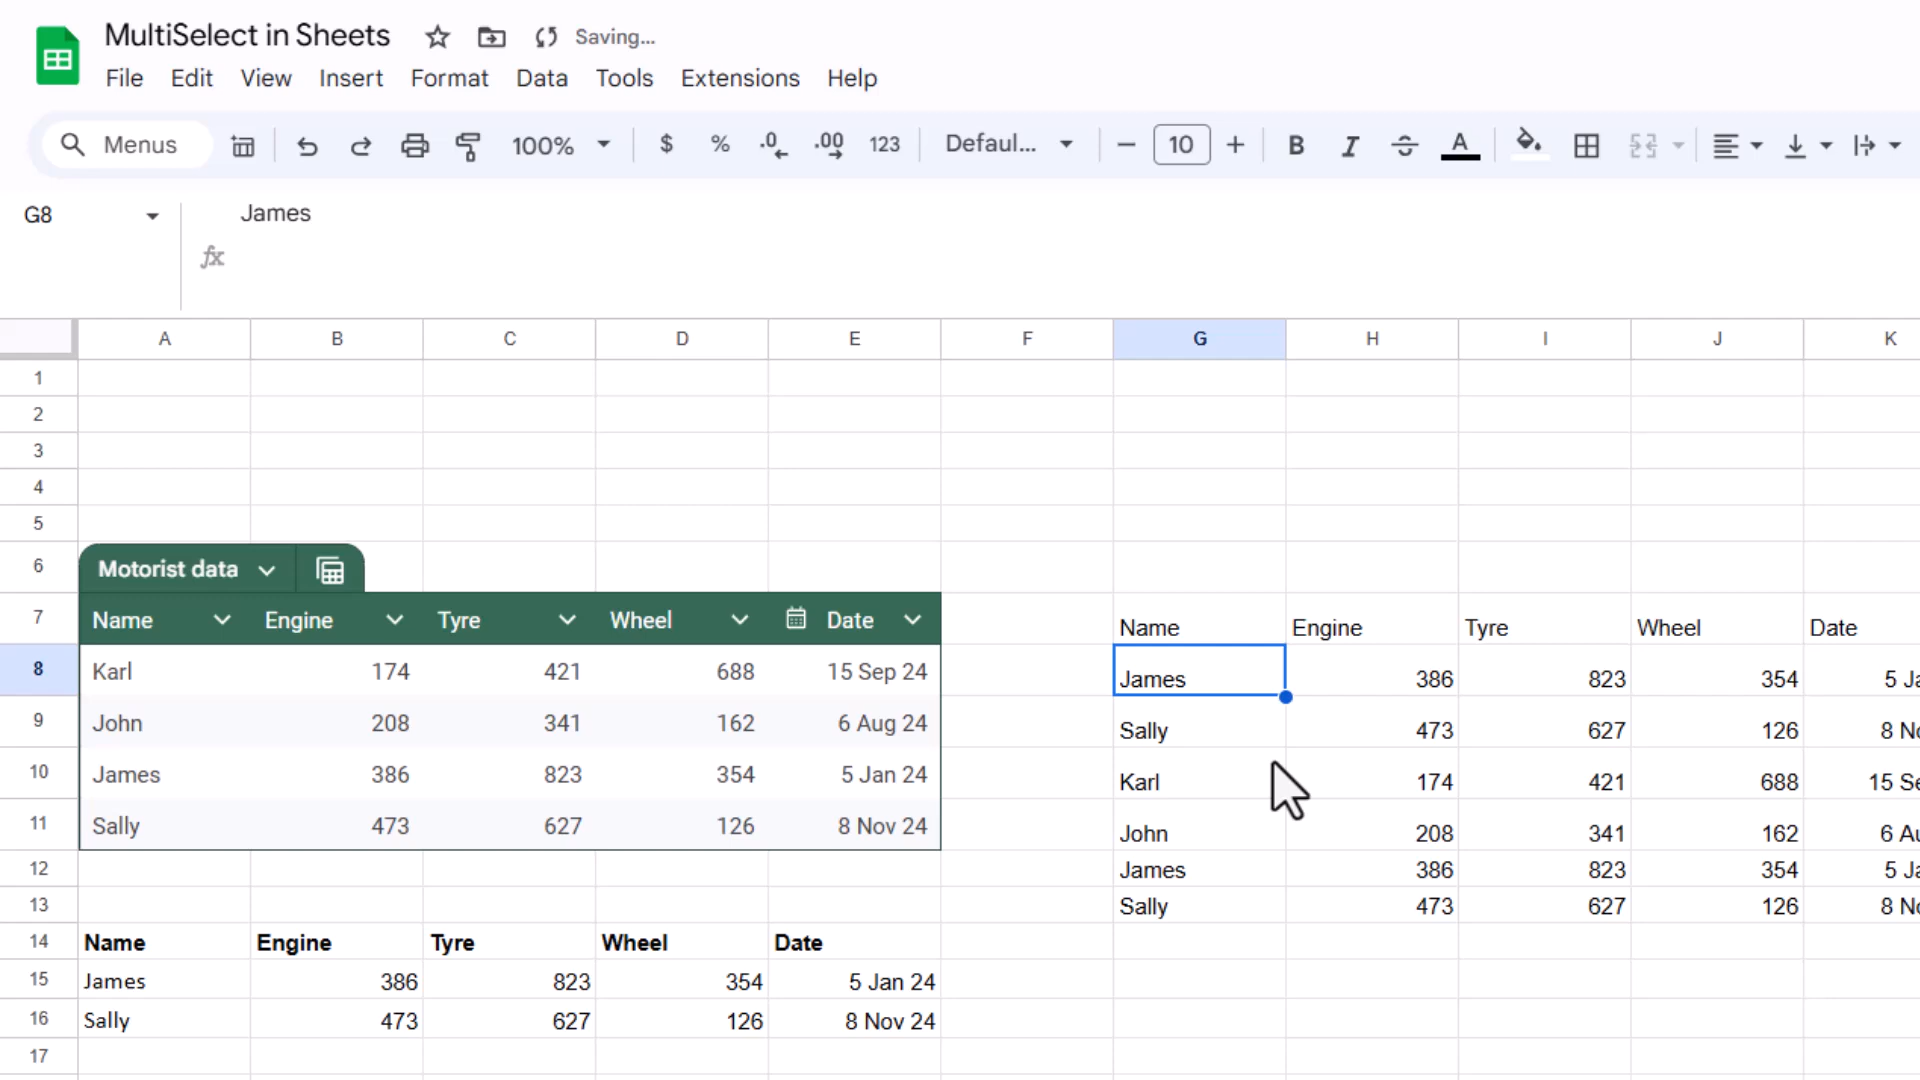 MultiSelect in Sheets Saving...
File Edit View Insert Format Data Tools Extensions Help
Menus 100% $ % .0 .00 123 Defaul... 10 B I A
G8 James
fx
A B C D E F G H I J K
1
2
3
4
5
6 Motorist data
7 Name Engine Tyre Wheel Date Name Engine Tyre Wheel Date
8 Karl 174 421 688 15 Sep 24 James 386 823 354 5 Ja
9 John 208 341 162 6 Aug 24 Sally 473 627 126 8 No
10 James 386 823 354 5 Jan 24 Karl 174 421 688 15 Se
11 Sally 473 627 126 8 Nov 24 John 208 341 162 6 Au
12 James 386 823 354 5 Ja
13 Sally 473 627 126 8 No
14 Name Engine Tyre Wheel Date
15 James 386 823 354 5 Jan 24
16 Sally 473 627 126 8 Nov 24
17